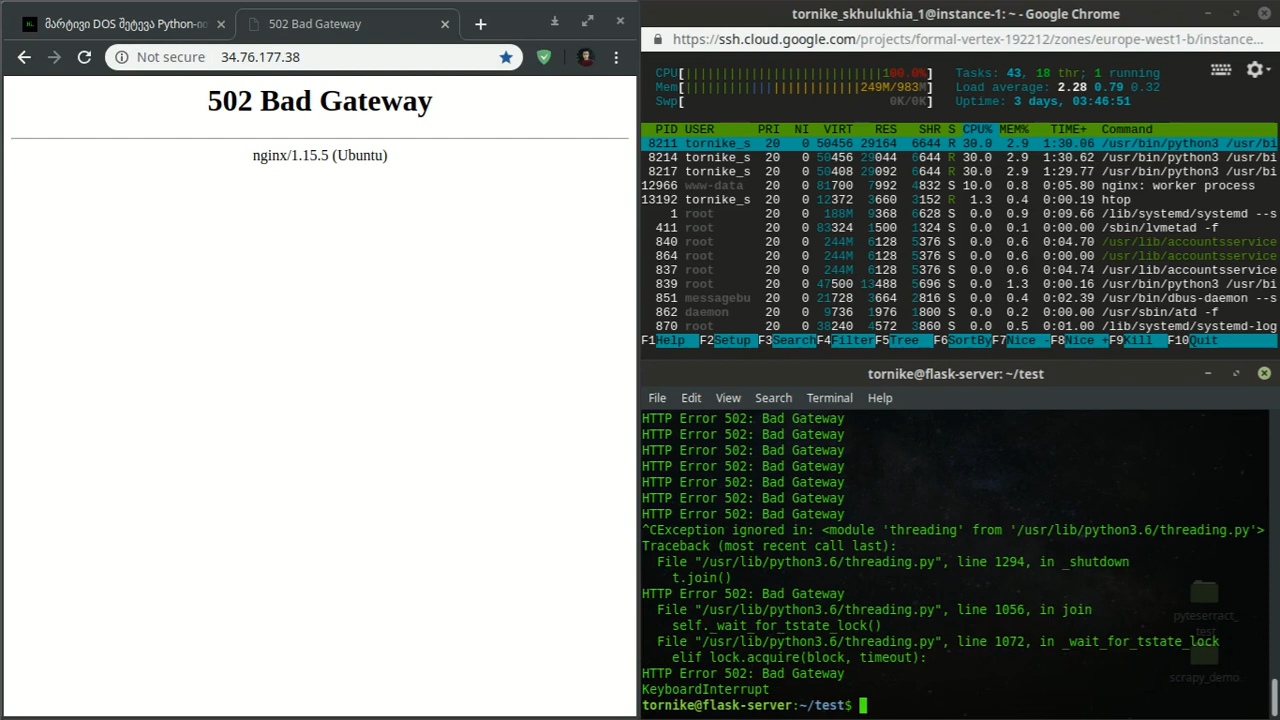 მარტივი DOS შეტევა Python-ით
502 Bad Gateway
Not secure
34.76.177.38
502 Bad Gateway
nginx/1.15.5 (Ubuntu)
tornike_skhulukhia_1@instance-1: ~ - Google Chrome
https://ssh.cloud.google.com/projects/formal-vertex-192212/zones/europe-west1-b/instance...
CPU[||||||||||||||||||||||||||||100.0%] Tasks: 43, 18 thr; 1 running
Mem[||||||||||||||||||||||||249M/983M] Load average: 2.28 0.79 0.32
Swp[ 0K/0K] Uptime: 3 days, 03:46:51
PID USER PRI NI VIRT RES SHR S CPU% MEM% TIME+ Command
8211 tornike_s 20 0 50456 29164 6644 R 30.0 2.9 1:30.06 /usr/bin/python3 /usr/bi
8214 tornike_s 20 0 50456 29044 6644 R 30.0 2.9 1:30.62 /usr/bin/python3 /usr/bi
8217 tornike_s 20 0 50408 29092 6644 R 30.0 2.9 1:29.77 /usr/bin/python3 /usr/bi
12966 www-data 20 0 81700 7992 4832 S 10.0 0.8 0:05.80 nginx: worker process
13192 tornike_s 20 0 12372 3660 3152 R 1.3 0.4 0:00.19 htop
1 root 20 0 188M 9368 6628 S 0.0 0.9 0:09.66 /lib/systemd/systemd --s
411 root 20 0 83324 1500 1324 S 0.0 0.1 0:00.00 /sbin/lvmetad -f
840 root 20 0 244M 6128 5376 S 0.0 0.6 0:04.70 /usr/lib/accountsservice
864 root 20 0 244M 6128 5376 S 0.0 0.6 0:00.00 /usr/lib/accountsservice
837 root 20 0 244M 6128 5376 S 0.0 0.6 0:04.74 /usr/lib/accountsservice
839 root 20 0 47500 13488 5696 S 0.0 1.3 0:00.16 /usr/bin/python3 /usr/bi
851 messagebu 20 0 21728 3664 2816 S 0.0 0.4 0:02.39 /usr/bin/dbus-daemon --s
862 daemon 20 0 9736 1976 1800 S 0.0 0.2 0:00.00 /usr/sbin/atd -f
870 root 20 0 38240 4572 3860 S 0.0 0.5 0:01.00 /lib/systemd/systemd-log
F1Help F2Setup F3SearchF4FilterF5Tree F6SortByF7Nice -F8Nice +F9Kill F10Quit
tornike@flask-server: ~/test
File Edit View Search Terminal Help
HTTP Error 502: Bad Gateway
HTTP Error 502: Bad Gateway
HTTP Error 502: Bad Gateway
HTTP Error 502: Bad Gateway
HTTP Error 502: Bad Gateway
HTTP Error 502: Bad Gateway
HTTP Error 502: Bad Gateway
^CException ignored in: <module 'threading' from '/usr/lib/python3.6/threading.py'>
Traceback (most recent call last):
File "/usr/lib/python3.6/threading.py", line 1294, in _shutdown
t.join()
HTTP Error 502: Bad Gateway
File "/usr/lib/python3.6/threading.py", line 1056, in join
self._wait_for_tstate_lock()
File "/usr/lib/python3.6/threading.py", line 1072, in _wait_for_tstate_lock
elif lock.acquire(block, timeout):
HTTP Error 502: Bad Gateway
KeyboardInterrupt
tornike@flask-server:~/test$
pyteserract_
test
scrapy_demo.